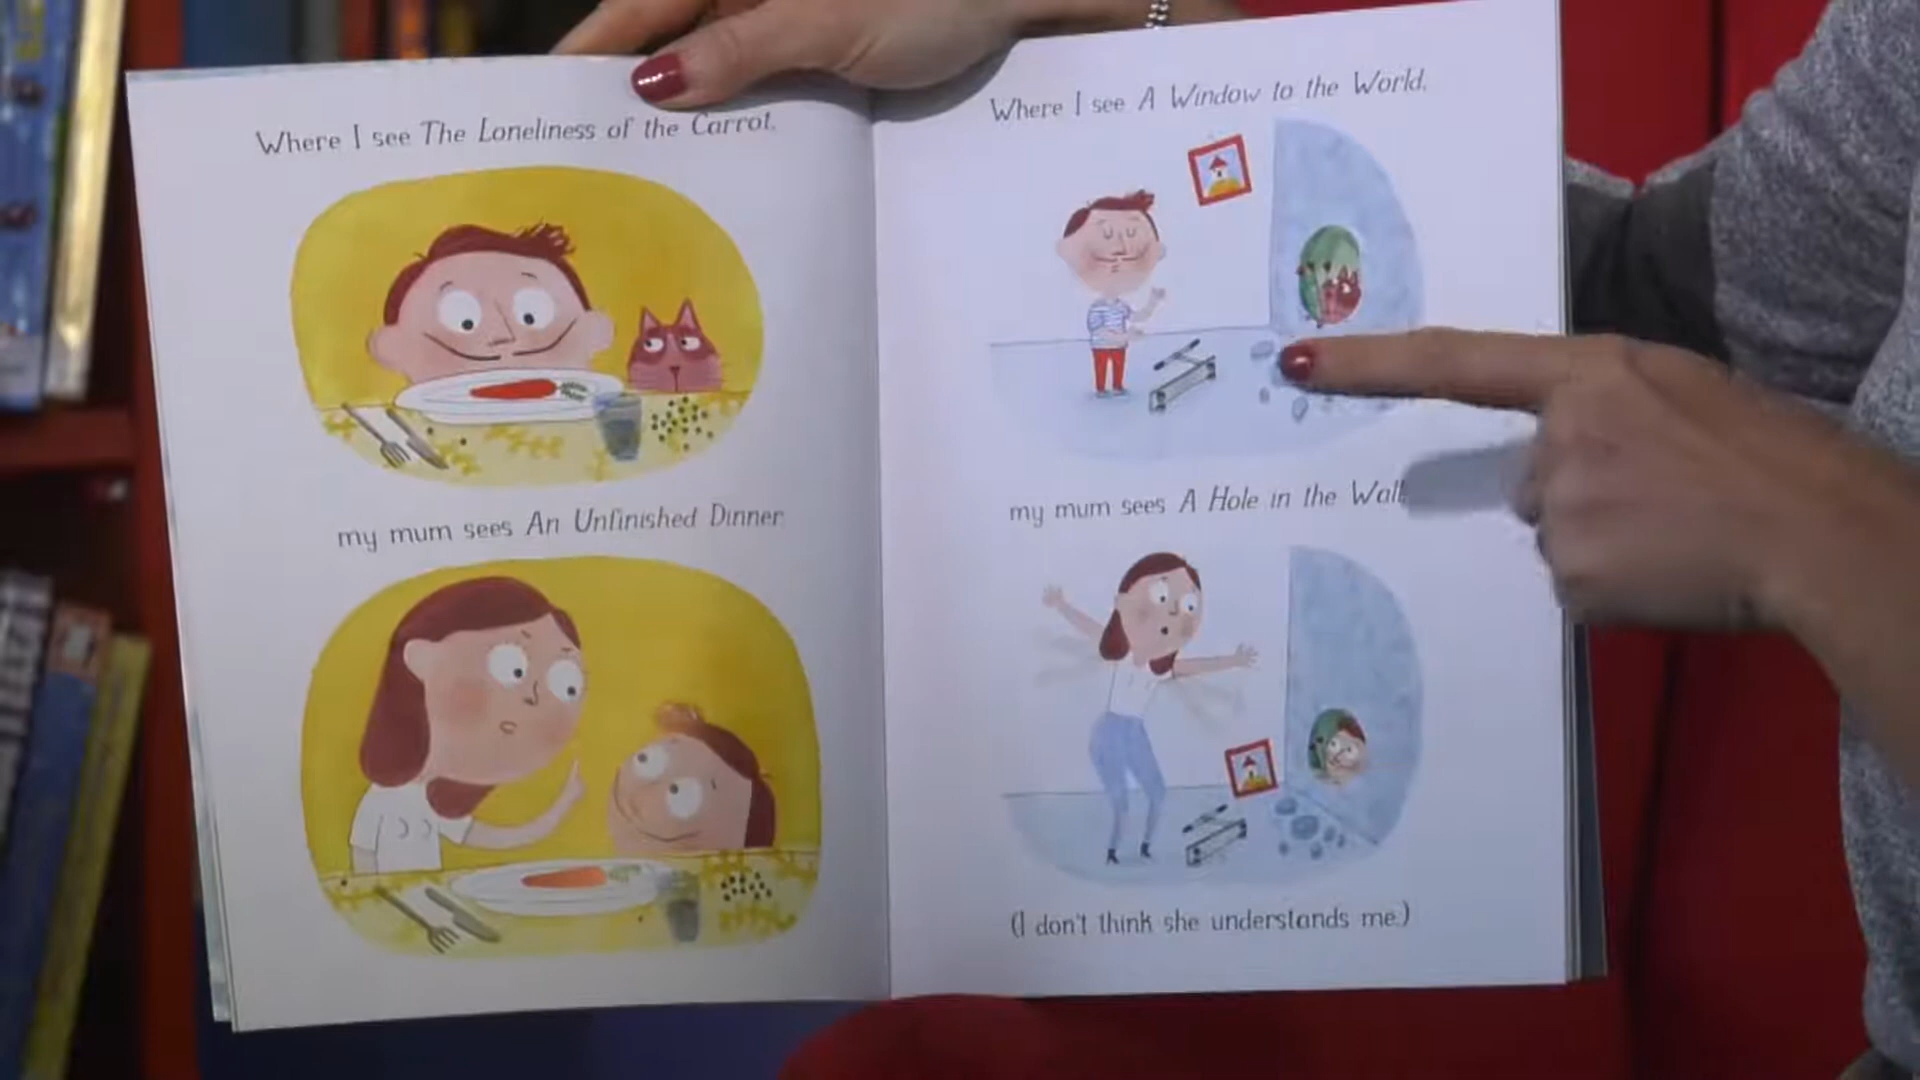 Where I see The Loneliness of the Carrot,
my mum sees An Unfinished Dinner.
Where I see A Window to the World,
my mum sees A Hole in the Wall.
(I don't think she understands me.)